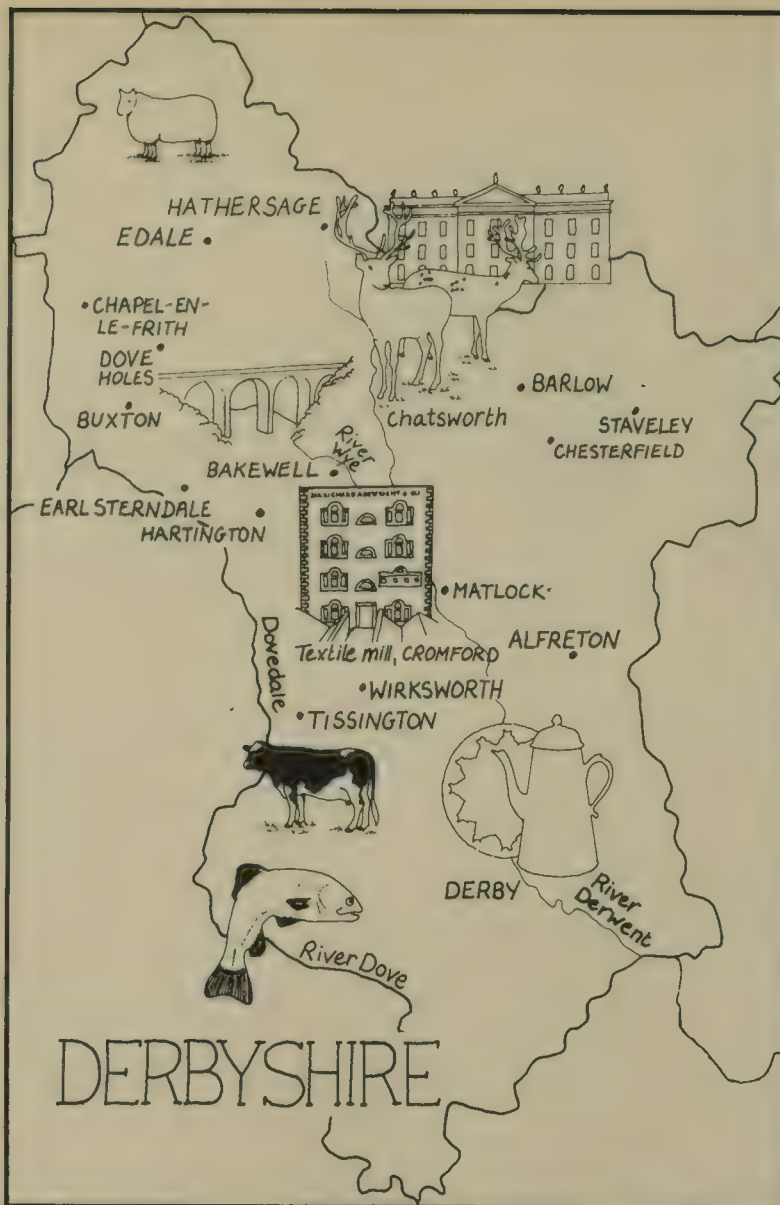 HATHERSAGE
EDALE
CHAPEL-EN-
LE-FRITH
DOVE
HOLES
BUXTON
BARLOW
Chatsworth
STAVELEY
CHESTERFIELD
River
Wye
BAKEWELL
EARL STERNDALE
HARTINGTON
MATLOCK
Textile mill, CROMFORD
ALFRETON
Dovedale
WIRKSWORTH
TISSINGTON
DERBY
River
Derwent
River Dove
DERBYSHIRE